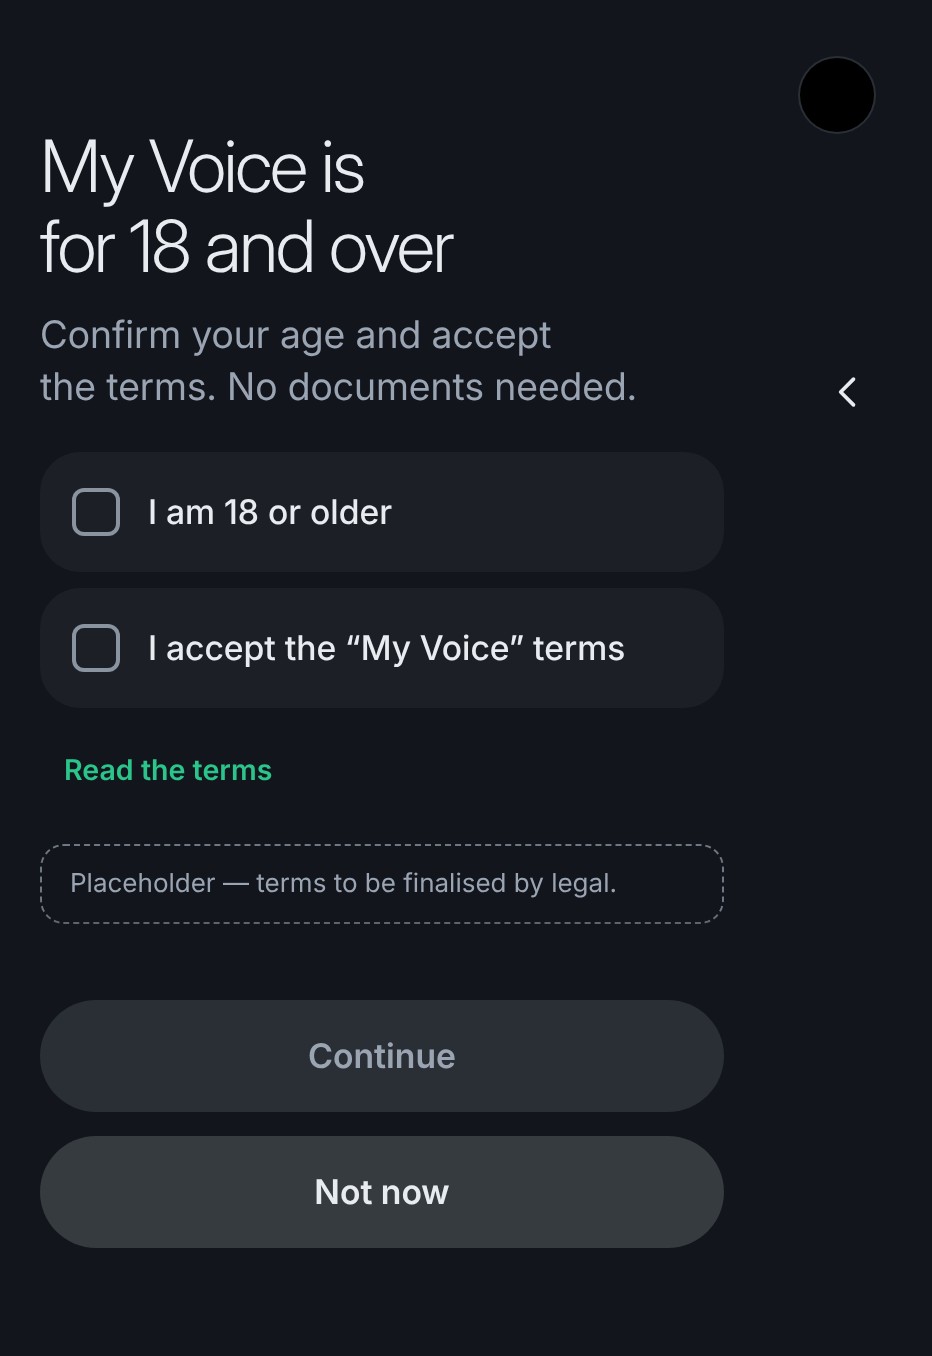 My Voice is
for 18 and over
Confirm your age and accept
the terms. No documents needed.
I am 18 or older
I accept the “My Voice” terms
Read the terms
Placeholder — terms to be finalised by legal.
Continue
Not now